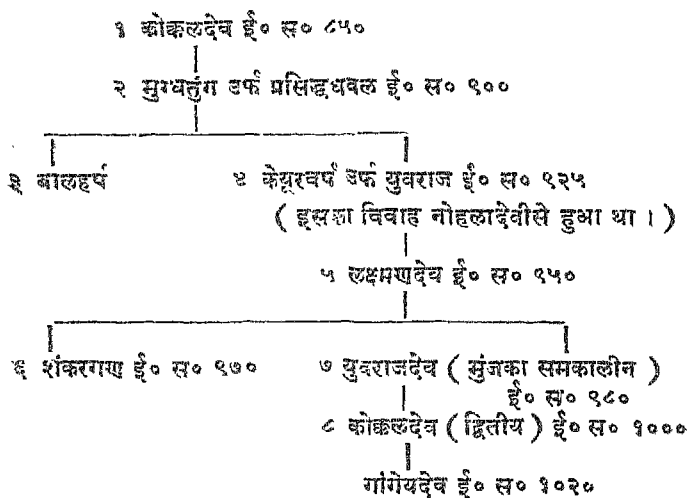 १ कोक्कलदेव ई० स० ८५०
२ मुग्धतुंग उर्फ प्रसिद्धधवल ई० स० ९००
३ बालहर्ष ४ केयूरवर्ष उर्फ युवराज ई० स० ९२५
( इसका विवाह नोहलादेवीसे हुआ था । )
५ लक्ष्मणदेव ई० स० ९५०
६ शंकरगण ई० स० ९७० ७ युवराजदेव ( मुंजका समकालीन )
ई० स० ९८०
८ कोक्कलदेव ( द्वितीय ) ई० स० १०००
गांगेयदेव ई० स० १०२०